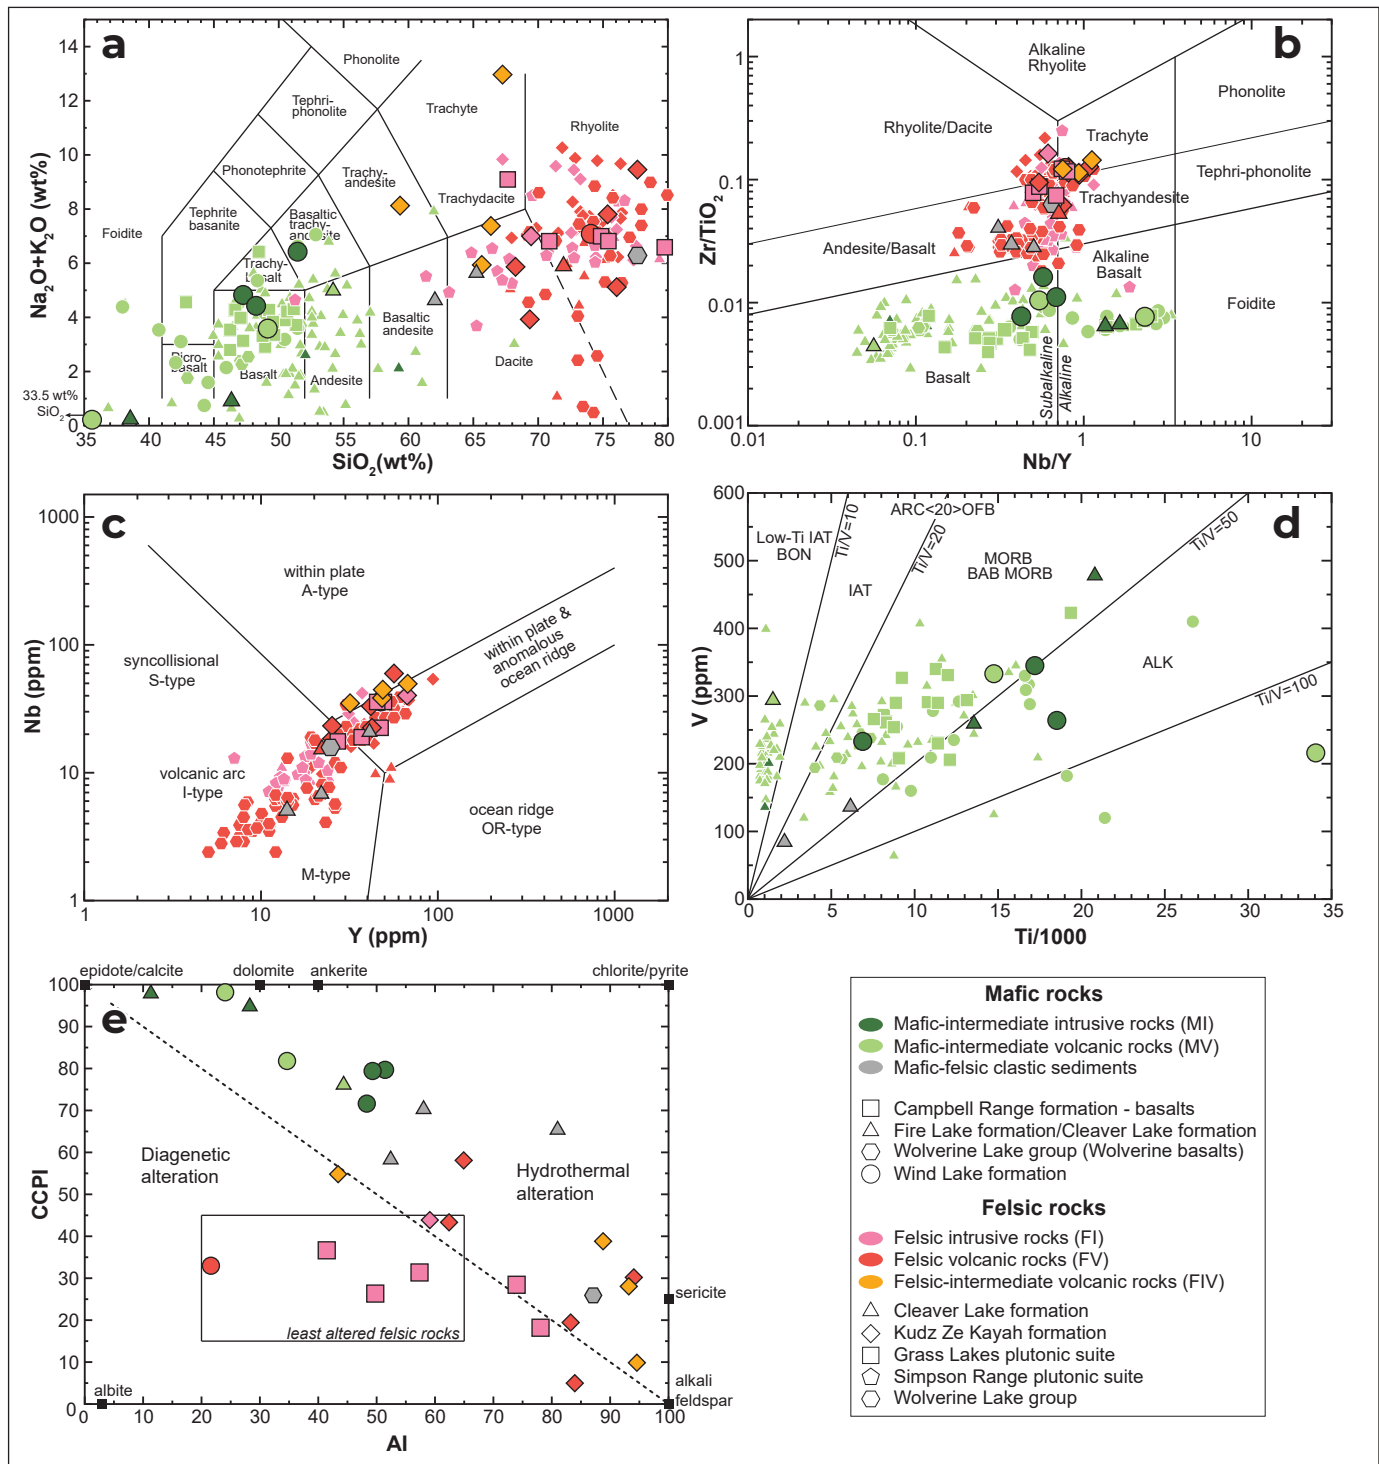 a
Na2O+K2O (wt%)
14
12
10
8
6
4
2
0
35
40
45
50
55
60
65
70
75
80
SiO2(wt%)
33.5 wt%
SiO2
Phonolite
Tephri-
phonolite
Trachyte
Rhyolite
Phonotephrite
Trachy-
andesite
Trachydacite
Foidite
Tephrite
basanite
Basaltic
trachy-
andesite
Trachy-
basalt
Basaltic
andesite
Picro-
basalt
Basalt
Andesite
Dacite
b
Zr/TiO2
1
0.1
0.01
0.001
0.01
0.1
1
10
Nb/Y
Alkaline
Rhyolite
Phonolite
Rhyolite/Dacite
Trachyte
Tephri-phonolite
Trachyandesite
Andesite/Basalt
Alkaline
Basalt
Foidite
Basalt
Subalkaline
Alkaline
c
Nb (ppm)
1000
100
10
1
1
10
100
1000
Y (ppm)
within plate
A-type
within plate &
anomalous
ocean ridge
syncollisional
S-type
volcanic arc
I-type
ocean ridge
OR-type
M-type
d
V (ppm)
600
500
400
300
200
100
0
0
5
10
15
20
25
30
35
Ti/1000
ARC<20>OFB
Low-Ti IAT
BON
Ti/V=10
Ti/V=20
MORB
BAB MORB
Ti/V=50
IAT
ALK
Ti/V=100
e
epidote/calcite
dolomite
ankerite
chlorite/pyrite
CCPI
100
90
80
70
60
50
40
30
20
10
0
0
10
20
30
40
50
60
70
80
90
100
AI
Diagenetic
alteration
Hydrothermal
alteration
least altered felsic rocks
sericite
albite
alkali
feldspar
Mafic rocks
Mafic-intermediate intrusive rocks (MI)
Mafic-intermediate volcanic rocks (MV)
Mafic-felsic clastic sediments
Campbell Range formation - basalts
Fire Lake formation/Cleaver Lake formation
Wolverine Lake group (Wolverine basalts)
Wind Lake formation
Felsic rocks
Felsic intrusive rocks (FI)
Felsic volcanic rocks (FV)
Felsic-intermediate volcanic rocks (FIV)
Cleaver Lake formation
Kudz Ze Kayah formation
Grass Lakes plutonic suite
Simpson Range plutonic suite
Wolverine Lake group